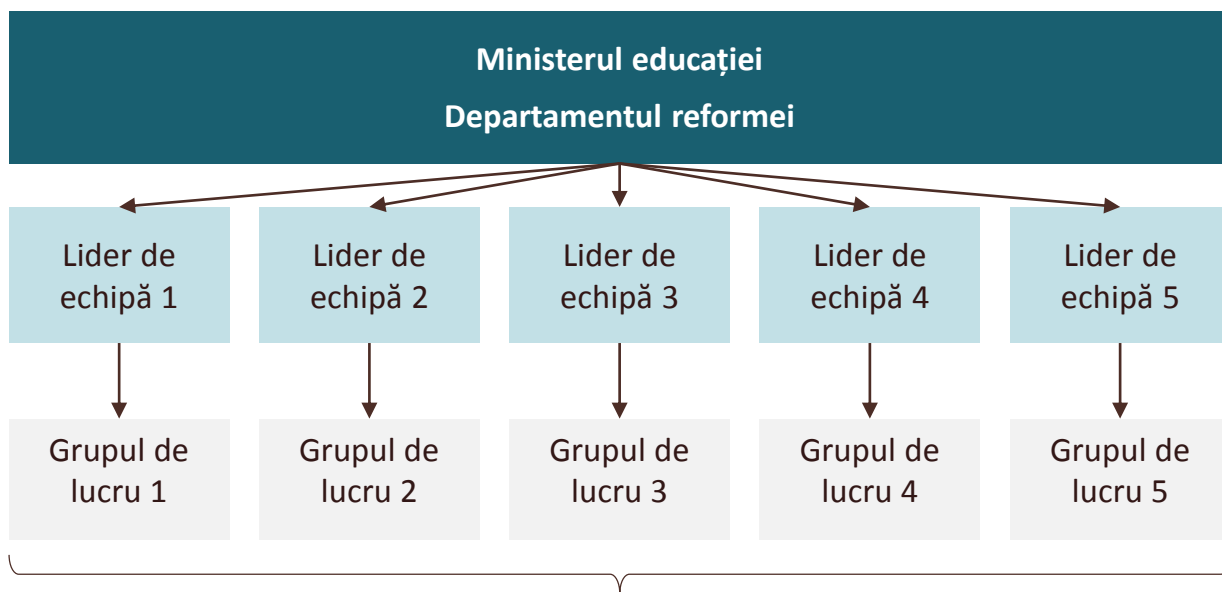 Ministerul educației
Departamentul reformei
Lider de
echipă 1
Lider de
echipă 2
Lider de
echipă 3
Lider de
echipă 4
Lider de
echipă 5
Grupul de
lucru 1
Grupul de
lucru 2
Grupul de
lucru 3
Grupul de
lucru 4
Grupul de
lucru 5